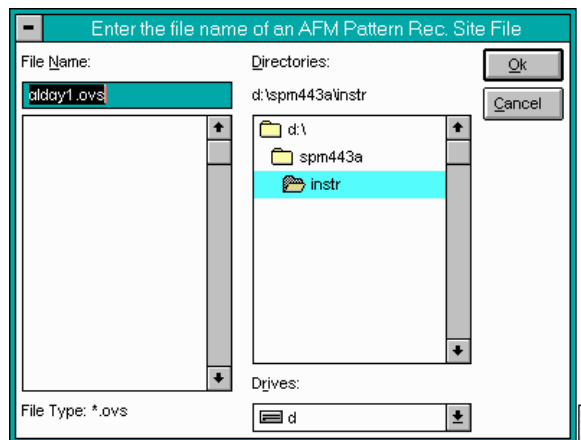 Enter the file name of an AFM Pattern Rec. Site File
File Name:
alday1.ovs
File Type: *.ovs
Directories:
d:\spm443a\instr
d:\
spm443a
instr
Drives:
d
Ok
Cancel